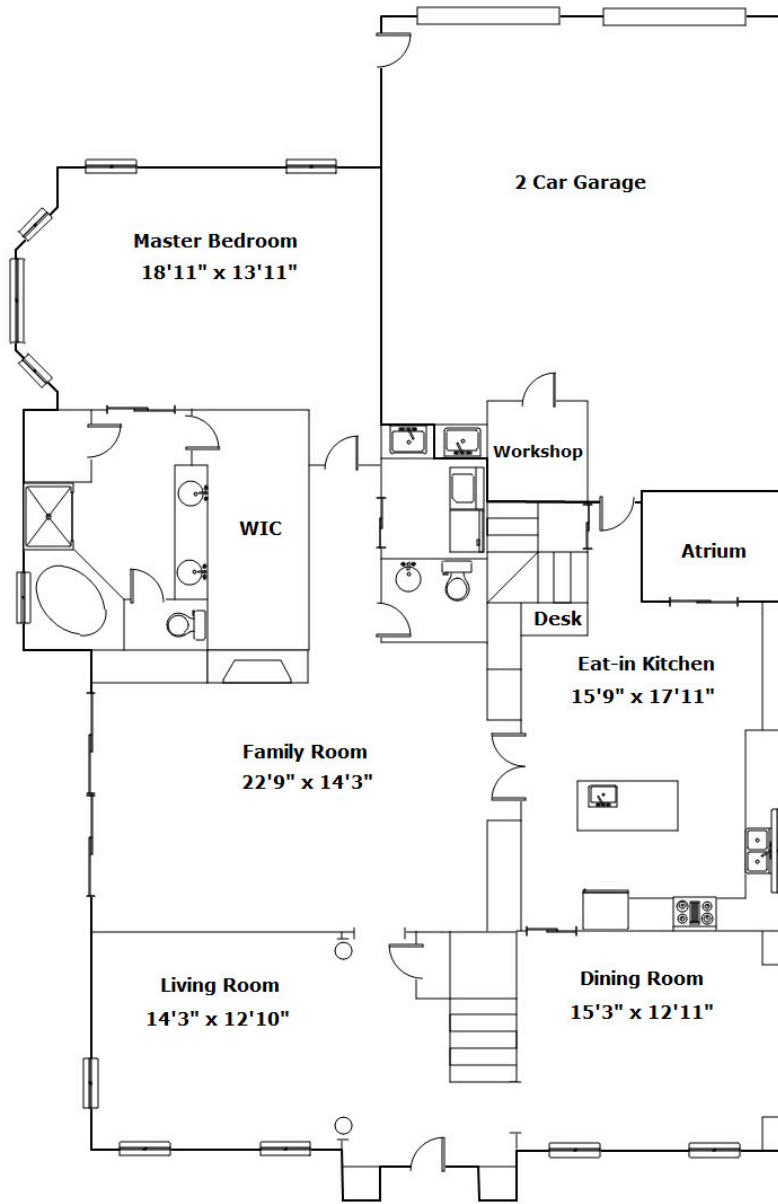 2 Car Garage
Master Bedroom
18'11" x 13'11"
Workshop
WIC
Atrium
Desk
Eat-in Kitchen
15'9" x 17'11"
Family Room
22'9" x 14'3"
Living Room
14'3" x 12'10"
Dining Room
15'3" x 12'11"